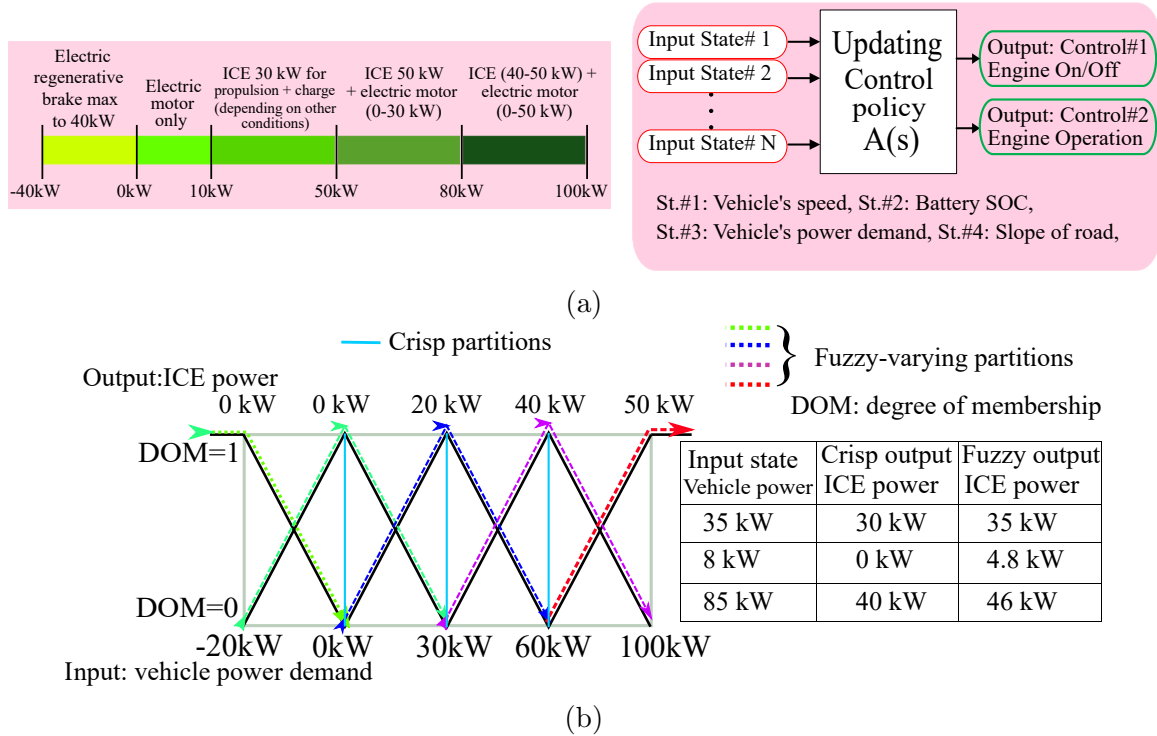 Electric
regenerative
brake max
to 40kW
Electric
motor
only
ICE 30 kW for
propulsion + charge
(depending on other
conditions)
ICE 50 kW
+ electric motor
(0-30 kW)
ICE (40-50 kW) +
electric motor
(0-50 kW)
-40kW 0kW 10kW 50kW 80kW 100kW
Input State# 1
Input State# 2
Input State# N
Updating
Control
policy
A(s)
Output: Control#1
Engine On/Off
Output: Control#2
Engine Operation
St.#1: Vehicle's speed, St.#2: Battery SOC,
St.#3: Vehicle's power demand, St.#4: Slope of road,
(a)
Crisp partitions
Fuzzy-varying partitions
DOM: degree of membership
Output:ICE power
0 kW 0 kW 20 kW 40 kW 50 kW
DOM=1
DOM=0
-20kW 0kW 30kW 60kW 100kW
Input: vehicle power demand
Input state Vehicle power | Crisp output ICE power | Fuzzy output ICE power
35 kW 30 kW 35 kW
8 kW 0 kW 4.8 kW
85 kW 40 kW 46 kW
(b)